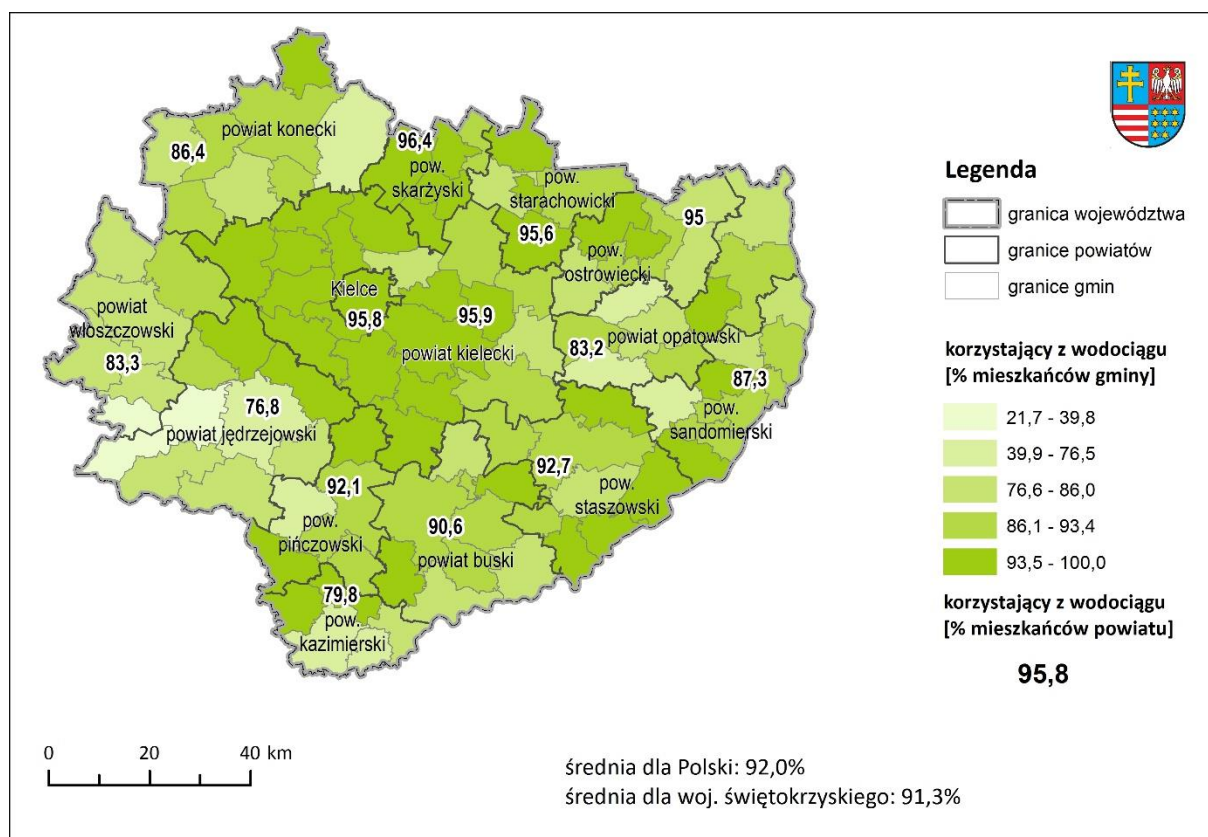 powiat konecki
86,4
96,4
pow.
skarżyski
pow.
starachowicki
95
95,6
pow.
ostrowiecki
Kielce
95,8
95,9
powiat kielecki
powiat
włoszczowski
83,3
83,2
powiat opatowski
87,3
pow.
sandomierski
76,8
powiat jędrzejowski
92,1
pow.
pińczowski
92,7
pow.
staszowski
90,6
powiat buski
79,8
pow.
kazimierski
Legenda
granica województwa
granice powiatów
granice gmin
korzystający z wodociągu
[% mieszkańców gminy]
21,7 - 39,8
39,9 - 76,5
76,6 - 86,0
86,1 - 93,4
93,5 - 100,0
korzystający z wodociągu
[% mieszkańców powiatu]
95,8
0 20 40 km
średnia dla Polski: 92,0%
średnia dla woj. świętokrzyskiego: 91,3%